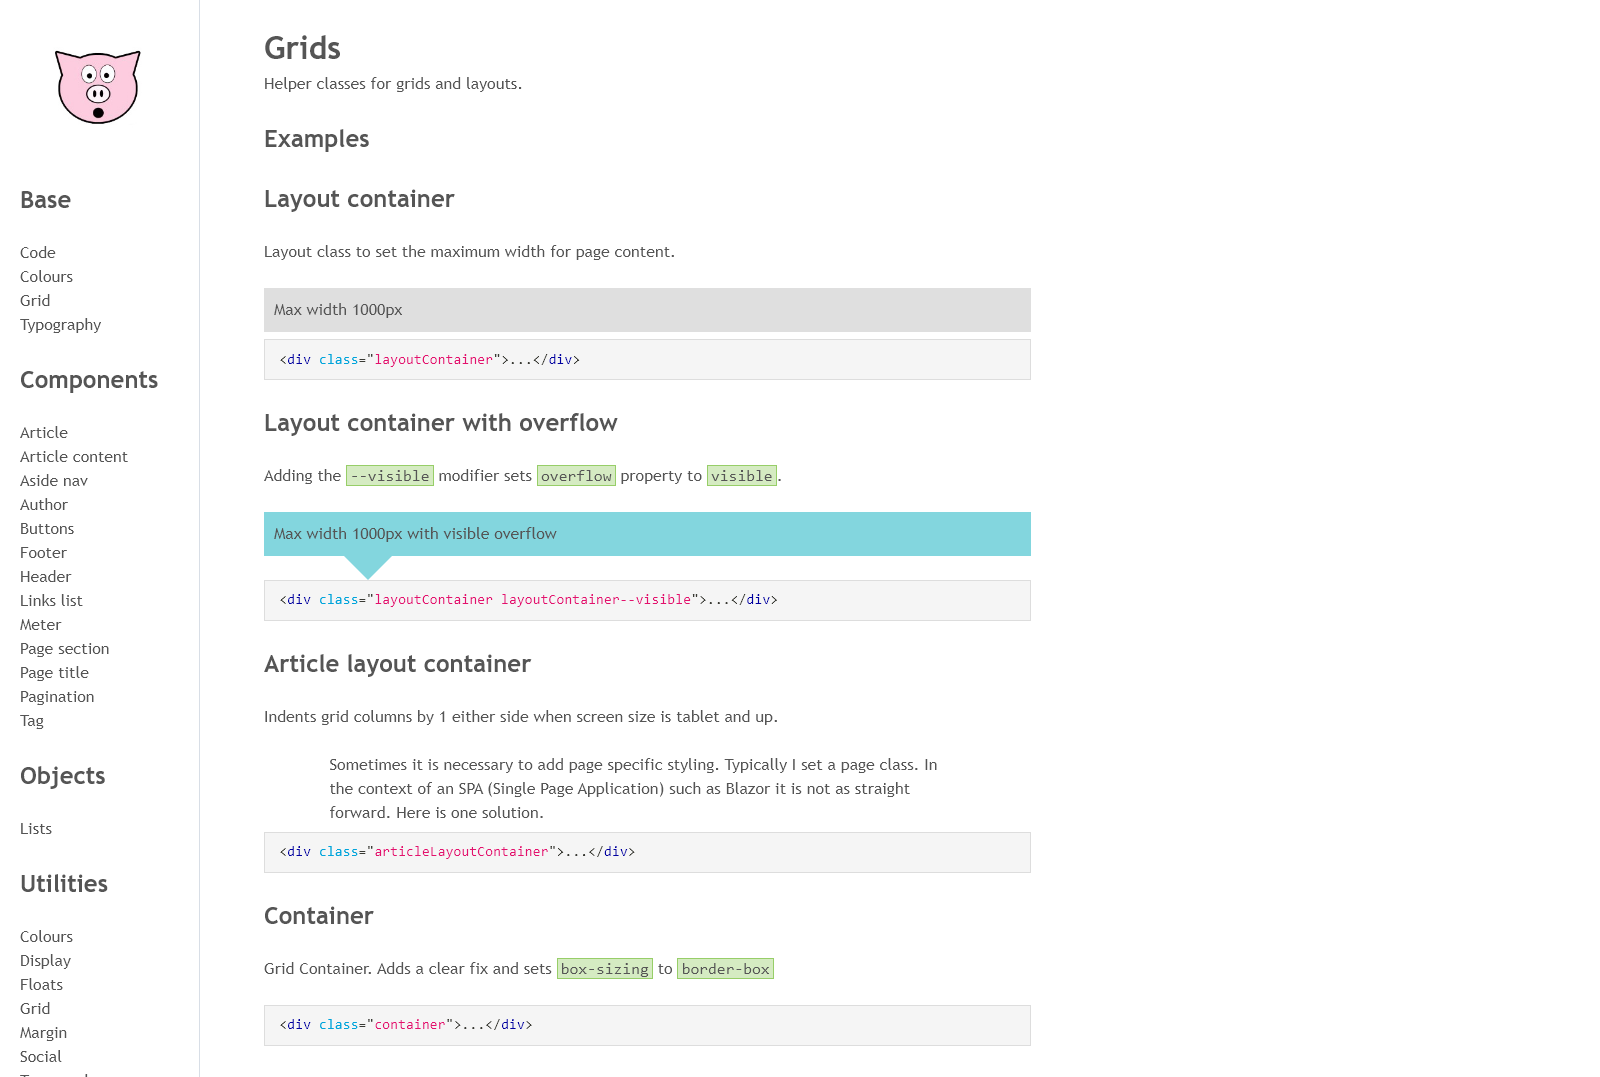 Base
Code
Colours
Grid
Typography
Components
Article
Article content
Aside nav
Author
Buttons
Footer
Header
Links list
Meter
Page section
Page title
Pagination
Tag
Objects
Lists
Utilities
Colours
Display
Floats
Grid
Margin
Social
Grids
Helper classes for grids and layouts.
Examples
Layout container
Layout class to set the maximum width for page content.
Max width 1000px
<div class="layoutContainer">...</div>
Layout container with overflow
Adding the --visible modifier sets overflow property to visible.
Max width 1000px with visible overflow
<div class="layoutContainer layoutContainer--visible">...</div>
Article layout container
Indents grid columns by 1 either side when screen size is tablet and up.
Sometimes it is necessary to add page specific styling. Typically I set a page class. In
the context of an SPA (Single Page Application) such as Blazor it is not as straight
forward. Here is one solution.
<div class="articleLayoutContainer">...</div>
Container
Grid Container. Adds a clear fix and sets box-sizing to border-box
<div class="container">...</div>